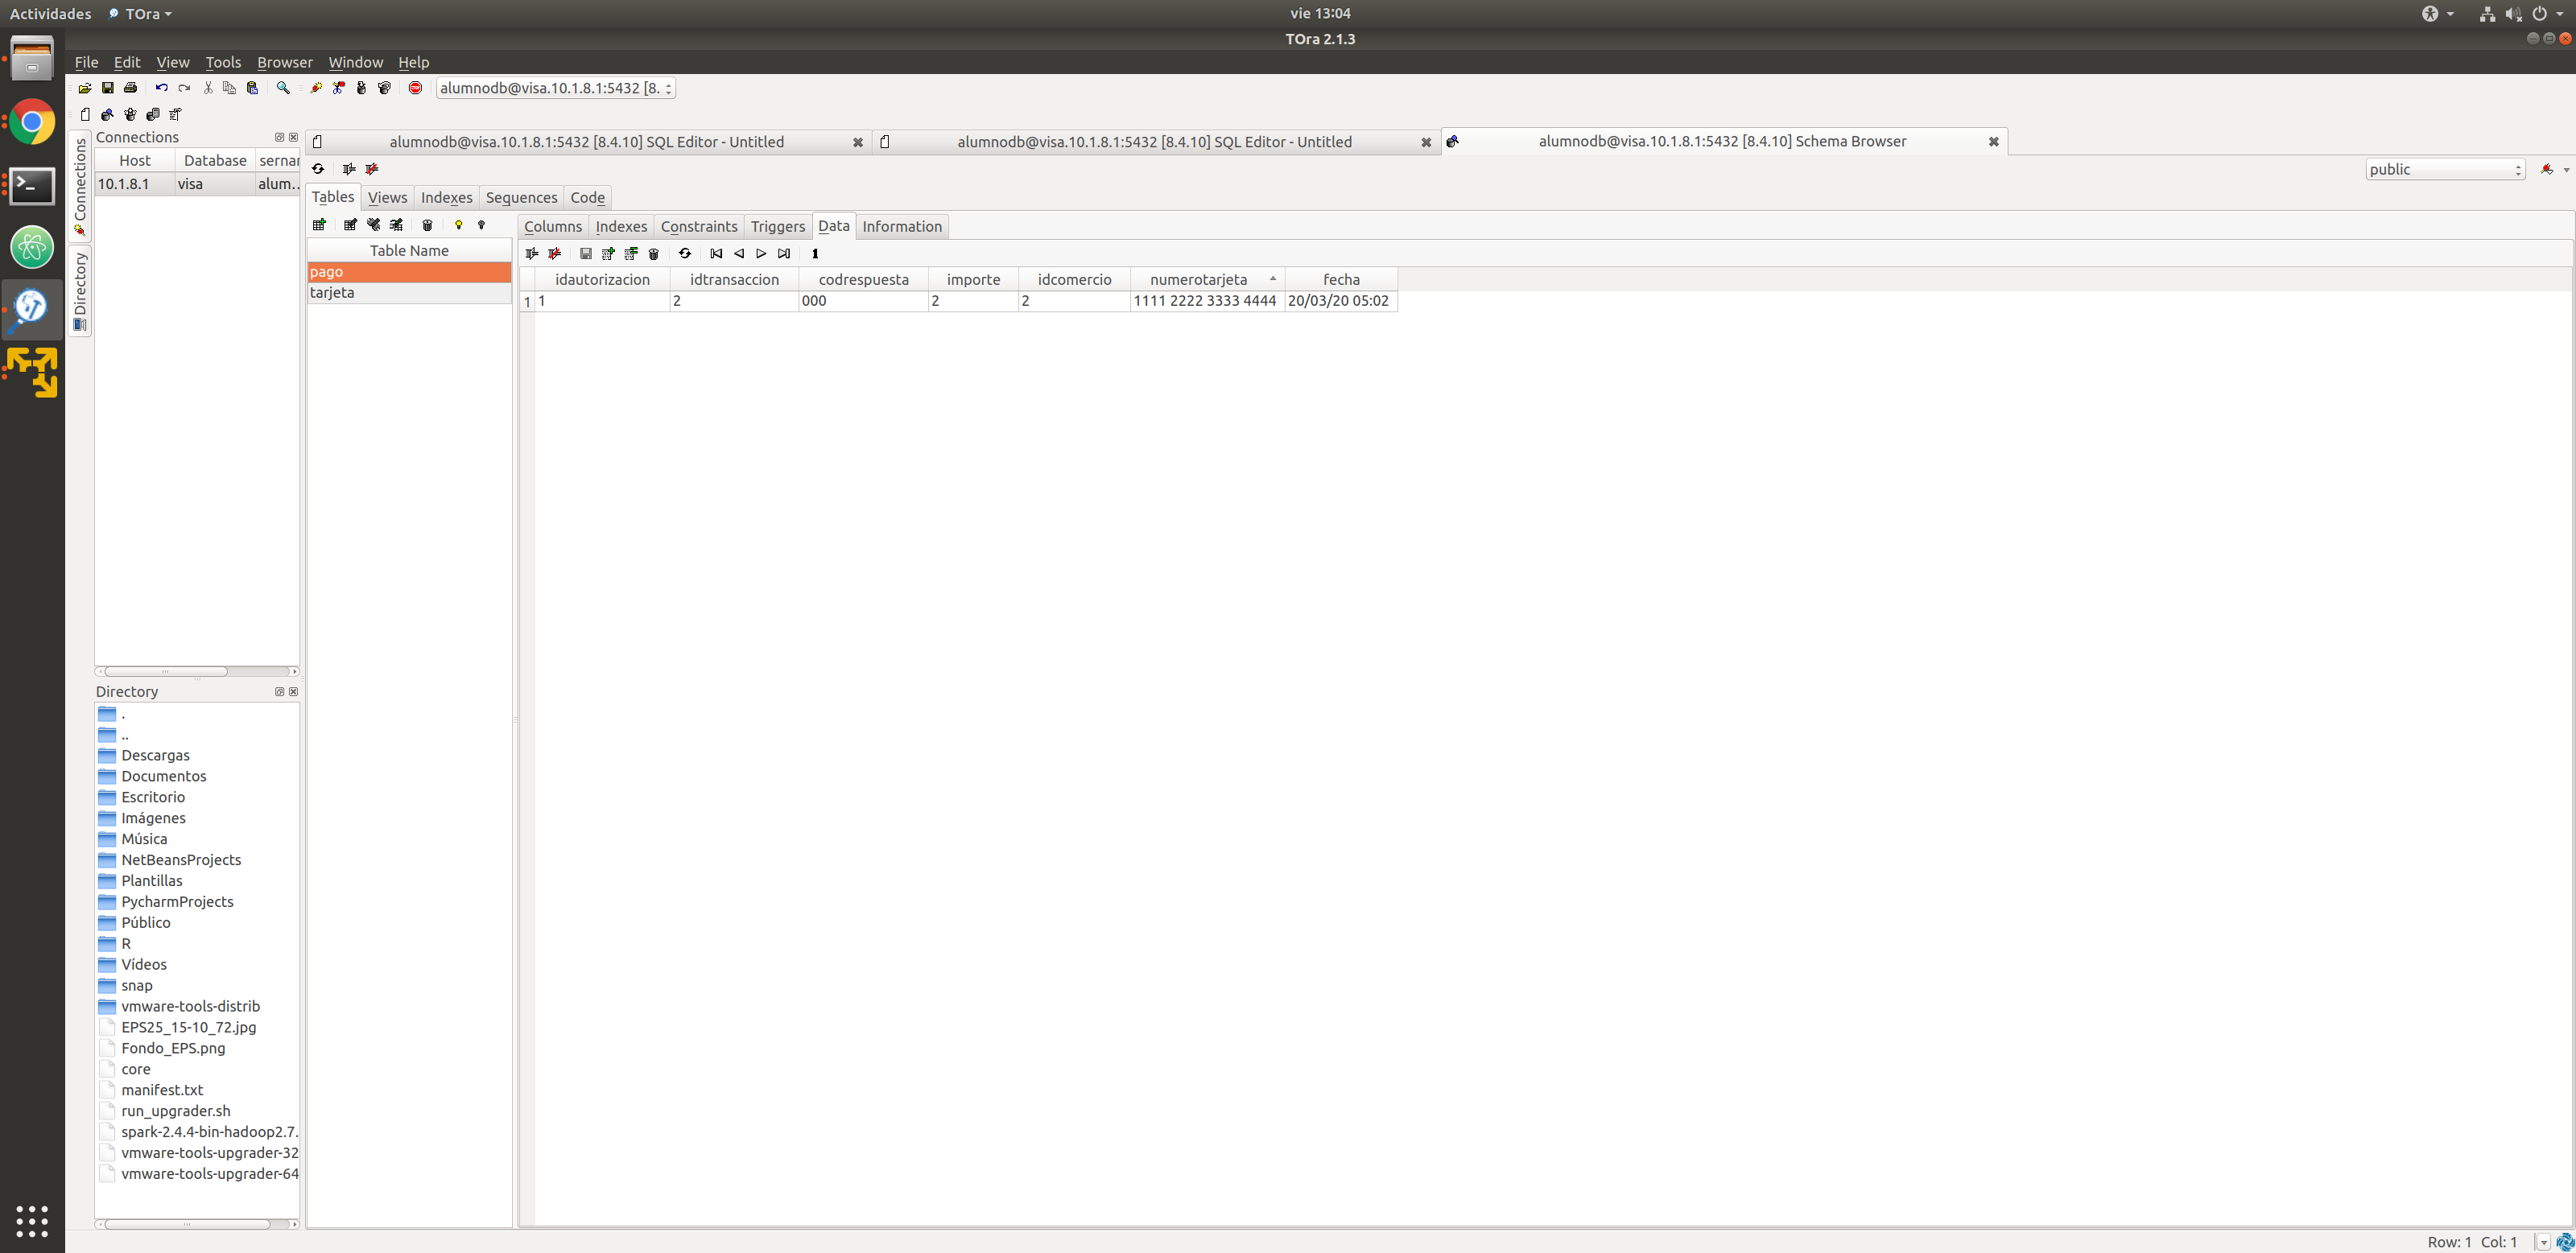 Actividades TOra vie 13:04
TOra 2.1.3
File Edit View Tools Browser Window Help
alumnodb@visa.10.1.8.1:5432 [8.
Connections
Directory
Connections
Host Database sernar
10.1.8.1 visa alum...
alumnodb@visa.10.1.8.1:5432 [8.4.10] SQL Editor - Untitled
alumnodb@visa.10.1.8.1:5432 [8.4.10] SQL Editor - Untitled
alumnodb@visa.10.1.8.1:5432 [8.4.10] Schema Browser
public
Tables Views Indexes Sequences Code
Columns Indexes Constraints Triggers Data Information
Table Name
pago
tarjeta
idautorizacion idtransaccion codrespuesta importe idcomercio numerotarjeta fecha
1 1 2 000 2 2 1111 2222 3333 4444 20/03/20 05:02
Directory
.
..
Descargas
Documentos
Escritorio
Imágenes
Música
NetBeansProjects
Plantillas
PycharmProjects
Público
R
Vídeos
snap
vmware-tools-distrib
EPS25_15-10_72.jpg
Fondo_EPS.png
core
manifest.txt
run_upgrader.sh
spark-2.4.4-bin-hadoop2.7.
vmware-tools-upgrader-32
vmware-tools-upgrader-64
Row: 1 Col: 1